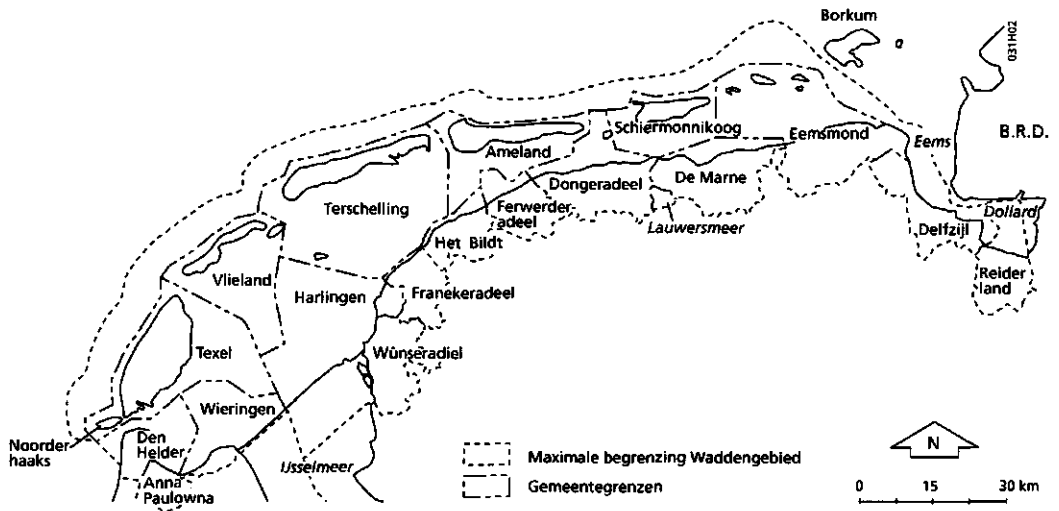 Borkum
031H02
B.R.D.
Schiermonnikoog
Eemsmond
Eems
Ameland
Dongeradeel
De Marne
Terschelling
Ferwerder-
adeel
Lauwersmeer
Dollard
Delfzijl
Het Bildt
Vlieland
Reider
land
Harlingen
Franekeradeel
Texel
Wûnseradiel
Wieringen
Noorder
haaks
Den
Helder
IJsselmeer
Anna
Paulowna
Maximale begrenzing Waddengebied
Gemeentegrenzen
N
0 15 30 km